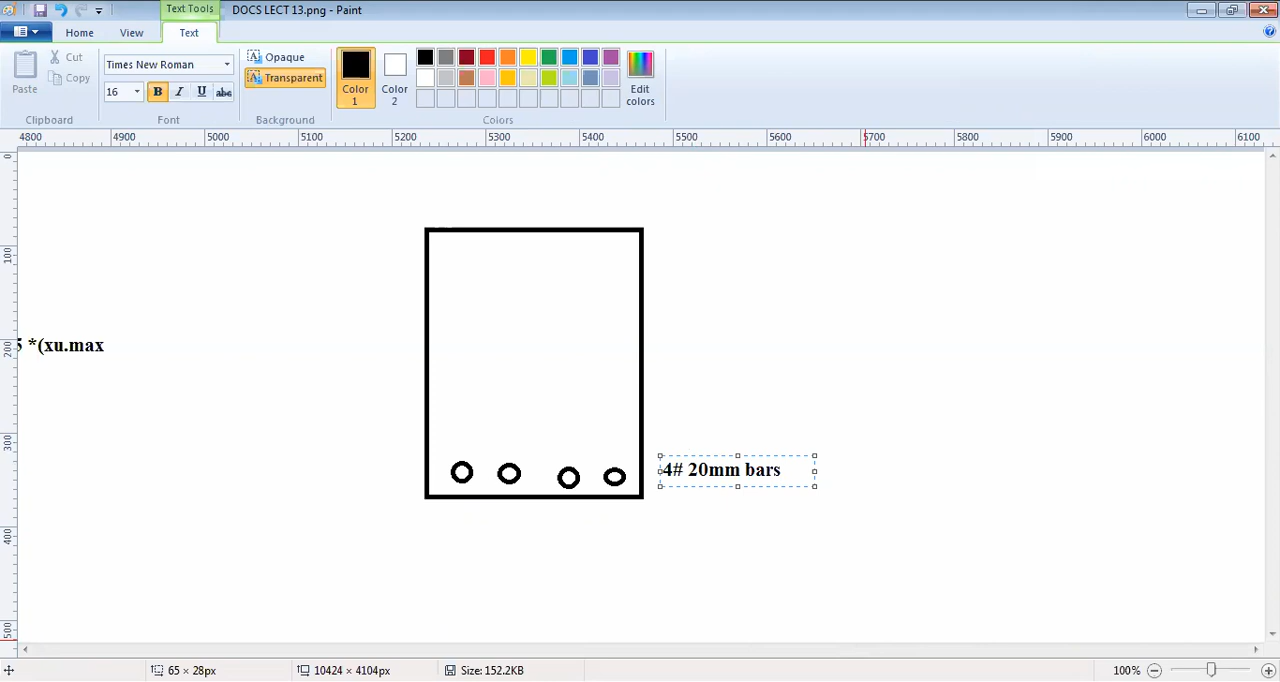 DOCS LECT 13.png - Paint
Text Tools
Home
View
Text
Paste
Cut
Copy
Clipboard
Times New Roman
16
B
I
U
abc
Font
A Opaque
A Transparent
Background
Color
1
Color
2
Edit
colors
Colors
4800 4900 5000 5100 5200 5300 5400 5500 5600 5700 5800 5900 6000 6100
0
100
200
300
400
500
5 *(xu.max
4# 20mm bars
65 × 28px
10424 × 4104px
Size: 152.2KB
100%